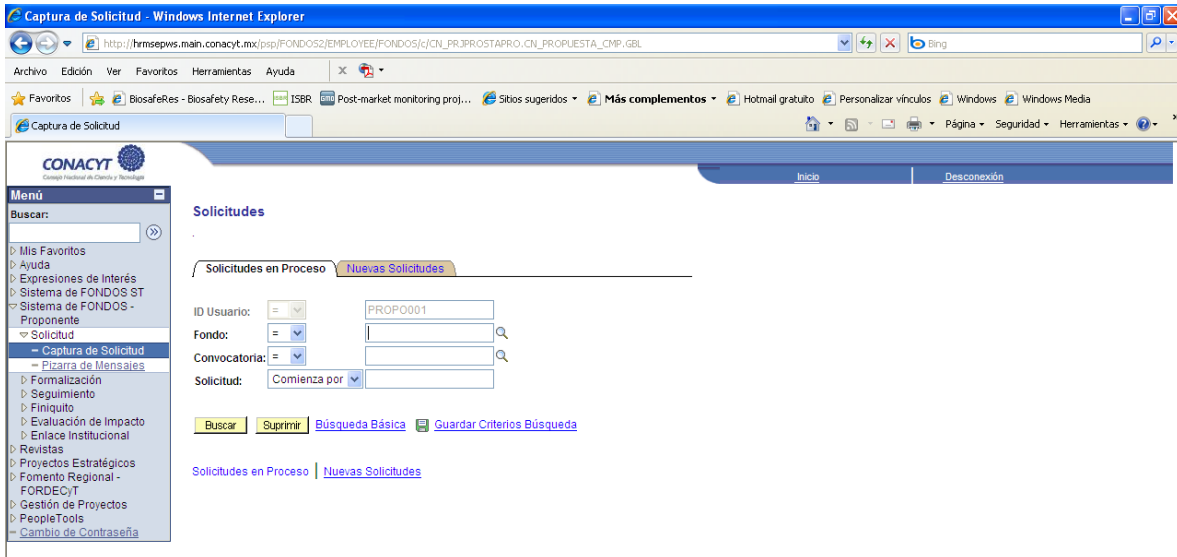 Captura de Solicitud - Windows Internet Explorer
http://hrmsepws.main.conacyt.mx/psp/FONDOS2/EMPLOYEE/FONDOS/c/CN_PRJPROSTAPRO.CN_PROPUESTA_CMP.GBL
Bing
Archivo Edición Ver Favoritos Herramientas Ayuda
Favoritos BiosafeRes - Biosafety Rese... ISBR Post-market monitoring proj... Sitios sugeridos Más complementos Hotmail gratuito Personalizar vínculos Windows Windows Media
Captura de Solicitud Página Seguridad Herramientas
CONACYT
Consejo Nacional de Ciencia y Tecnología
Inicio Desconexión
Menú
Buscar:
Mis Favoritos
Ayuda
Expresiones de Interés
Sistema de FONDOS ST
Sistema de FONDOS -
Proponente
Solicitud
– Captura de Solicitud
– Pizarra de Mensajes
Formalización
Seguimiento
Finiquito
Evaluación de Impacto
Enlace Institucional
Revistas
Proyectos Estratégicos
Fomento Regional -
FORDECyT
Gestión de Proyectos
PeopleTools
– Cambio de Contraseña
Solicitudes
.
Solicitudes en Proceso Nuevas Solicitudes
ID Usuario: = PROPO001
Fondo: =
Convocatoria: =
Solicitud: Comienza por
Buscar Suprimir Búsqueda Básica Guardar Criterios Búsqueda
Solicitudes en Proceso | Nuevas Solicitudes